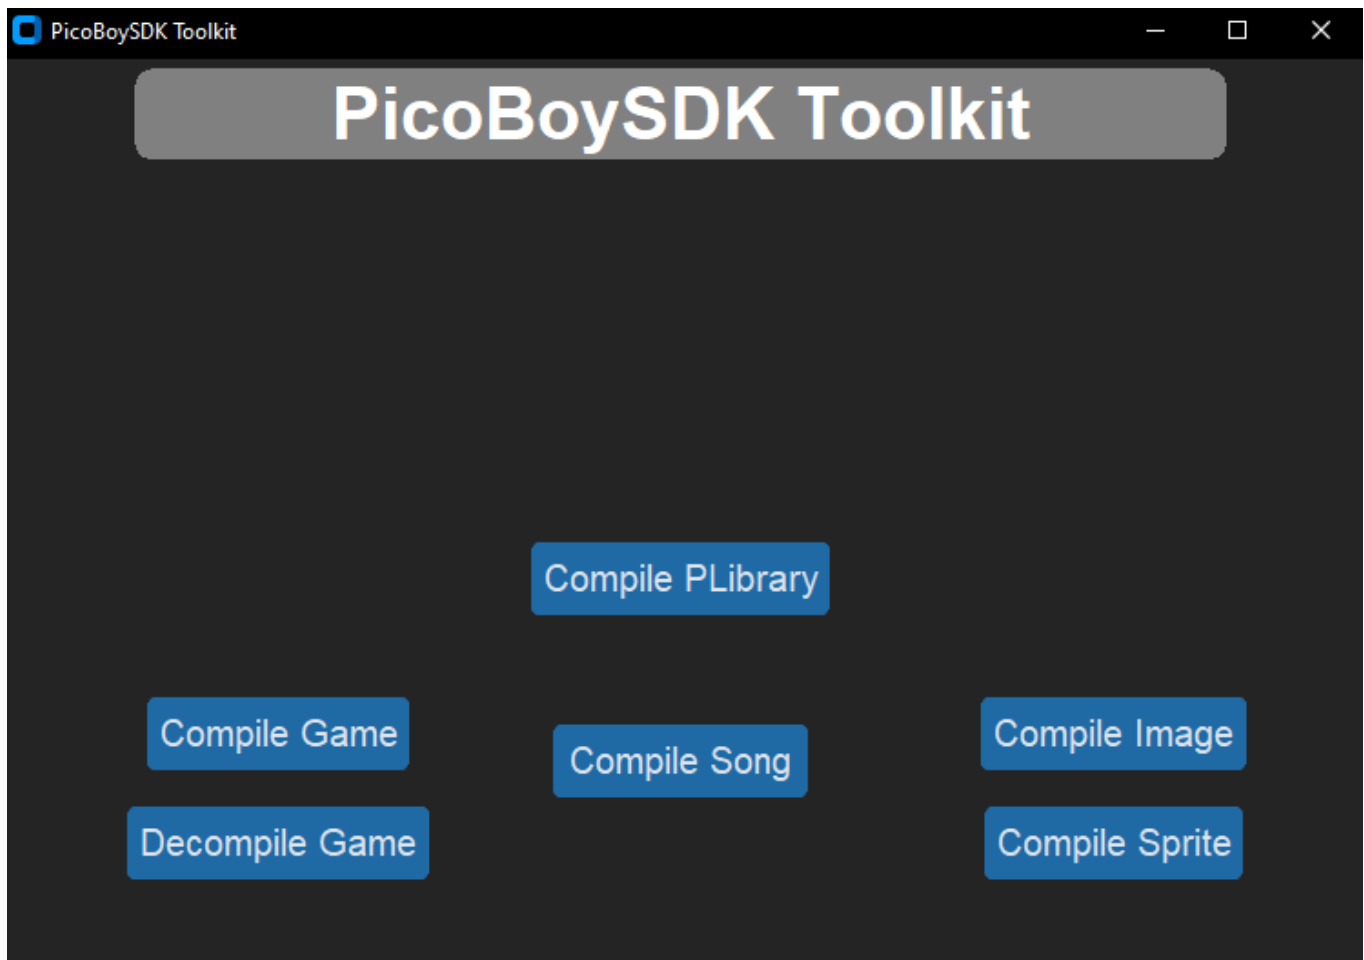 PicoBoySDK Toolkit
PicoBoySDK Toolkit
Compile PLibrary
Compile Game
Compile Song
Compile Image
Decompile Game
Compile Sprite